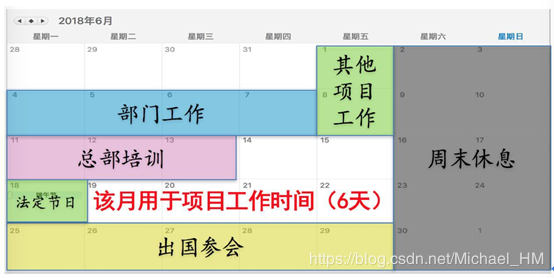 2018年6月
星期一 星期二 星期三 星期四 星期五 星期六 星期日
28 29 30 31 1 2 3
其他
项目
工作
4 5 6 7 8 9 10
部门工作
11 12 13 14 15 16 17
总部培训
周末休息
18 19 20 21 22 23 24
端午节
法定节日
该月用于项目工作时间（6天）
25 26 27 28 29 30 1
出国参会
https://blog.csdn.net/Michael_HM